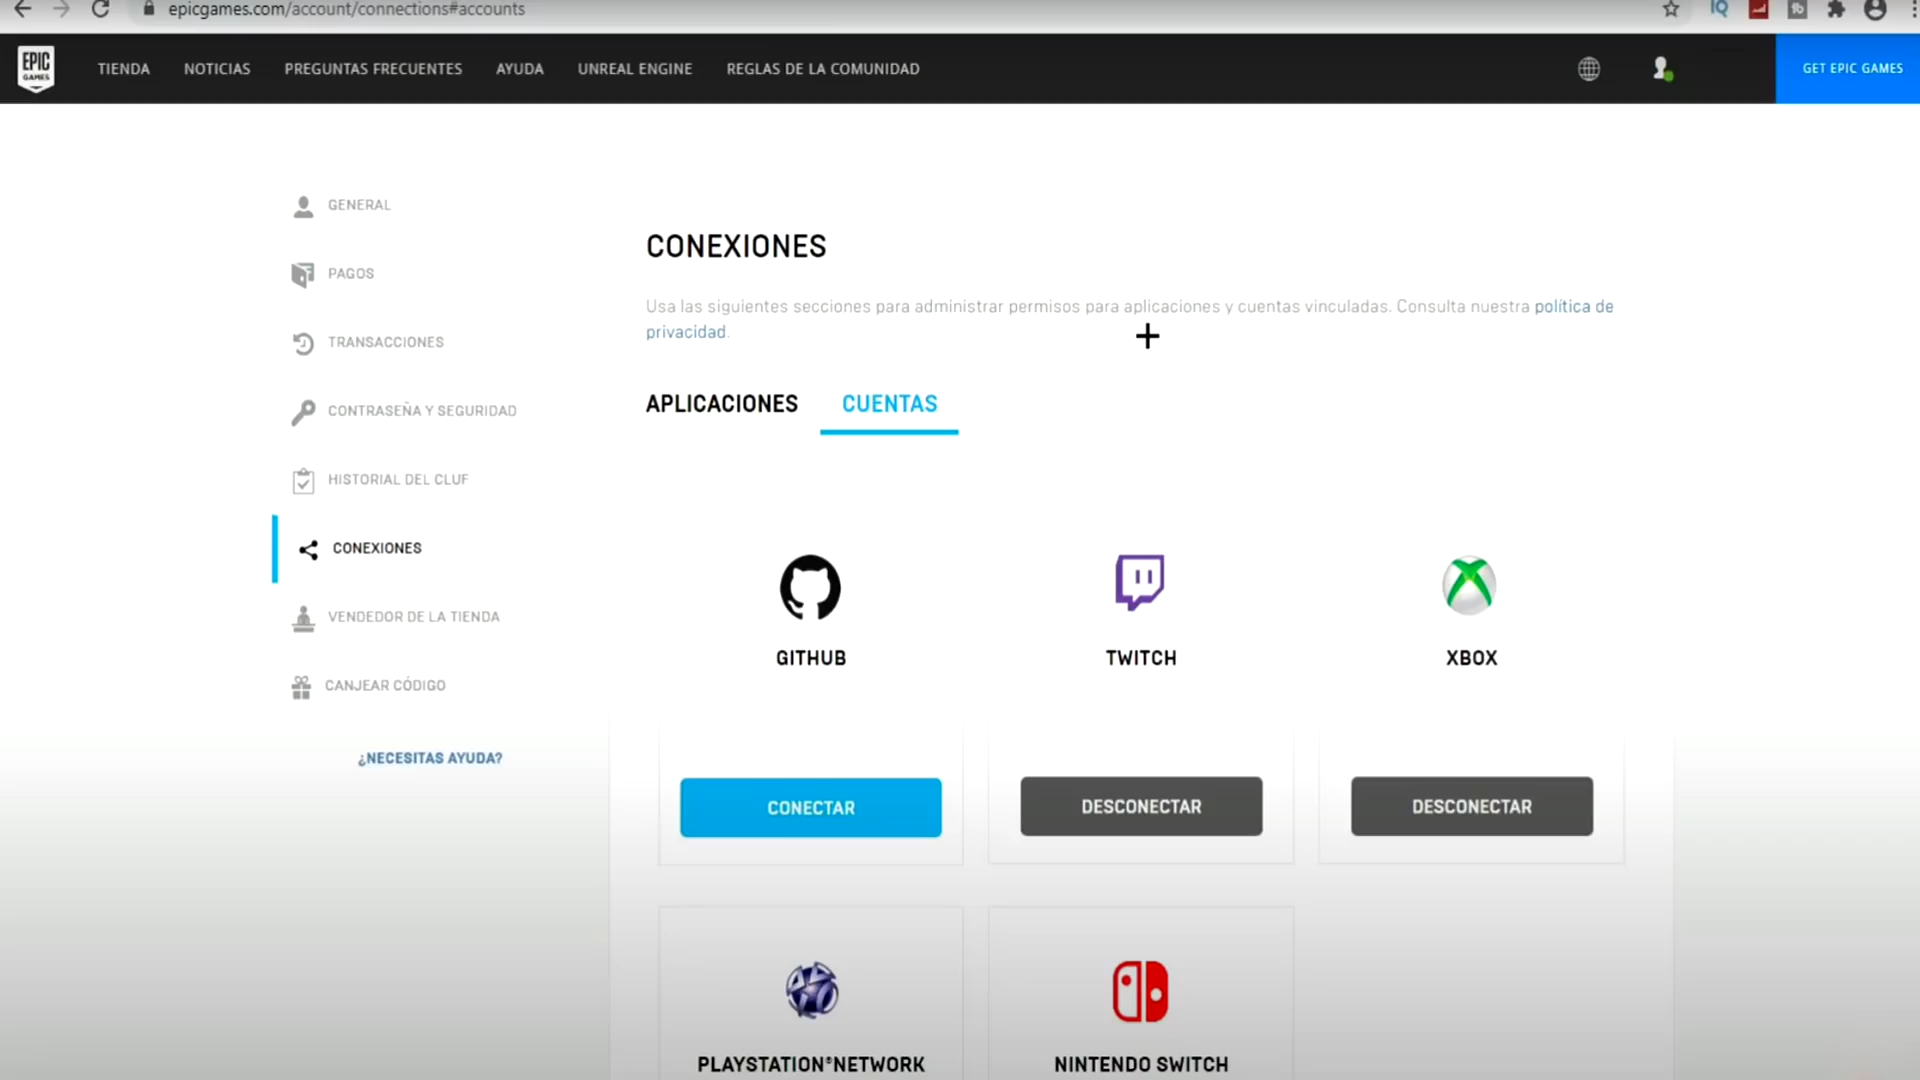 epicgames.com/account/connections#accounts
IQ
tb
EPIC
GAMES
TIENDA
NOTICIAS
PREGUNTAS FRECUENTES
AYUDA
UNREAL ENGINE
REGLAS DE LA COMUNIDAD
GET EPIC GAMES
GENERAL
PAGOS
TRANSACCIONES
CONTRASEÑA Y SEGURIDAD
HISTORIAL DEL CLUF
CONEXIONES
VENDEDOR DE LA TIENDA
CANJEAR CÓDIGO
¿NECESITAS AYUDA?
CONEXIONES
Usa las siguientes secciones para administrar permisos para aplicaciones y cuentas vinculadas. Consulta nuestra política de
privacidad.
APLICACIONES
CUENTAS
GITHUB
TWITCH
XBOX
CONECTAR
DESCONECTAR
DESCONECTAR
PLAYSTATION®NETWORK
NINTENDO SWITCH